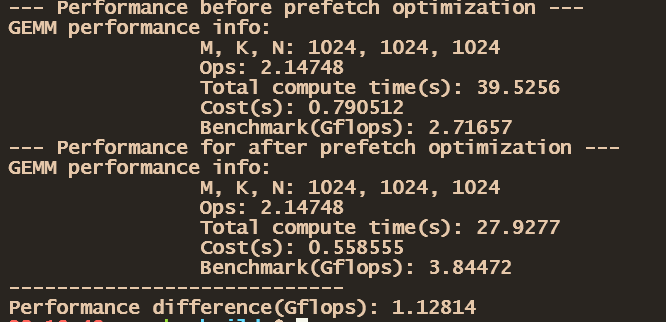 --- Performance before prefetch optimization ---
GEMM performance info:
M, K, N: 1024, 1024, 1024
Ops: 2.14748
Total compute time(s): 39.5256
Cost(s): 0.790512
Benchmark(Gflops): 2.71657
--- Performance for after prefetch optimization ---
GEMM performance info:
M, K, N: 1024, 1024, 1024
Ops: 2.14748
Total compute time(s): 27.9277
Cost(s): 0.558555
Benchmark(Gflops): 3.84472
----------------------------
Performance difference(Gflops): 1.12814